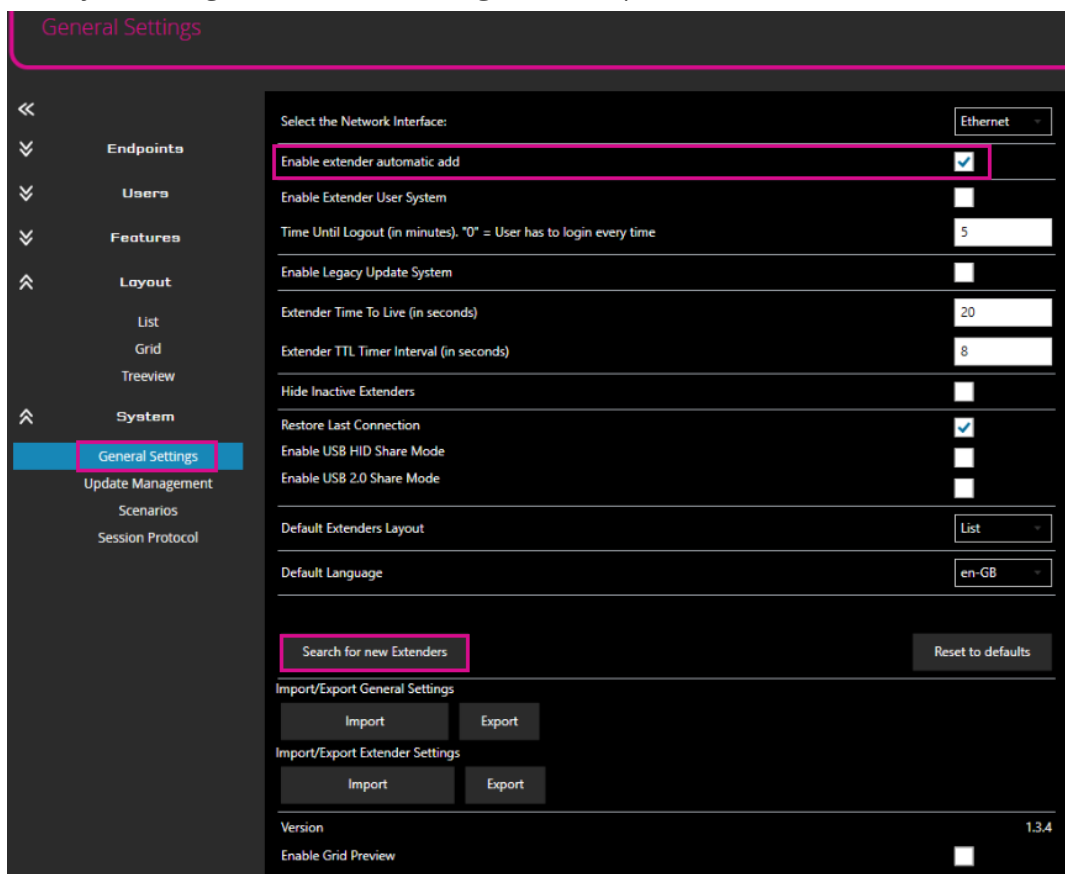 General Settings
Endpoints
Users
Features
Layout
List
Grid
Treeview
System
General Settings
Update Management
Scenarios
Session Protocol
Select the Network Interface: Ethernet
Enable extender automatic add
Enable Extender User System
Time Until Logout (in minutes). "0" = User has to login every time 5
Enable Legacy Update System
Extender Time To Live (in seconds) 20
Extender TTL Timer Interval (in seconds) 8
Hide Inactive Extenders
Restore Last Connection
Enable USB HID Share Mode
Enable USB 2.0 Share Mode
Default Extenders Layout List
Default Language en-GB
Search for new Extenders Reset to defaults
Import/Export General Settings
Import Export
Import/Export Extender Settings
Import Export
Version 1.3.4
Enable Grid Preview